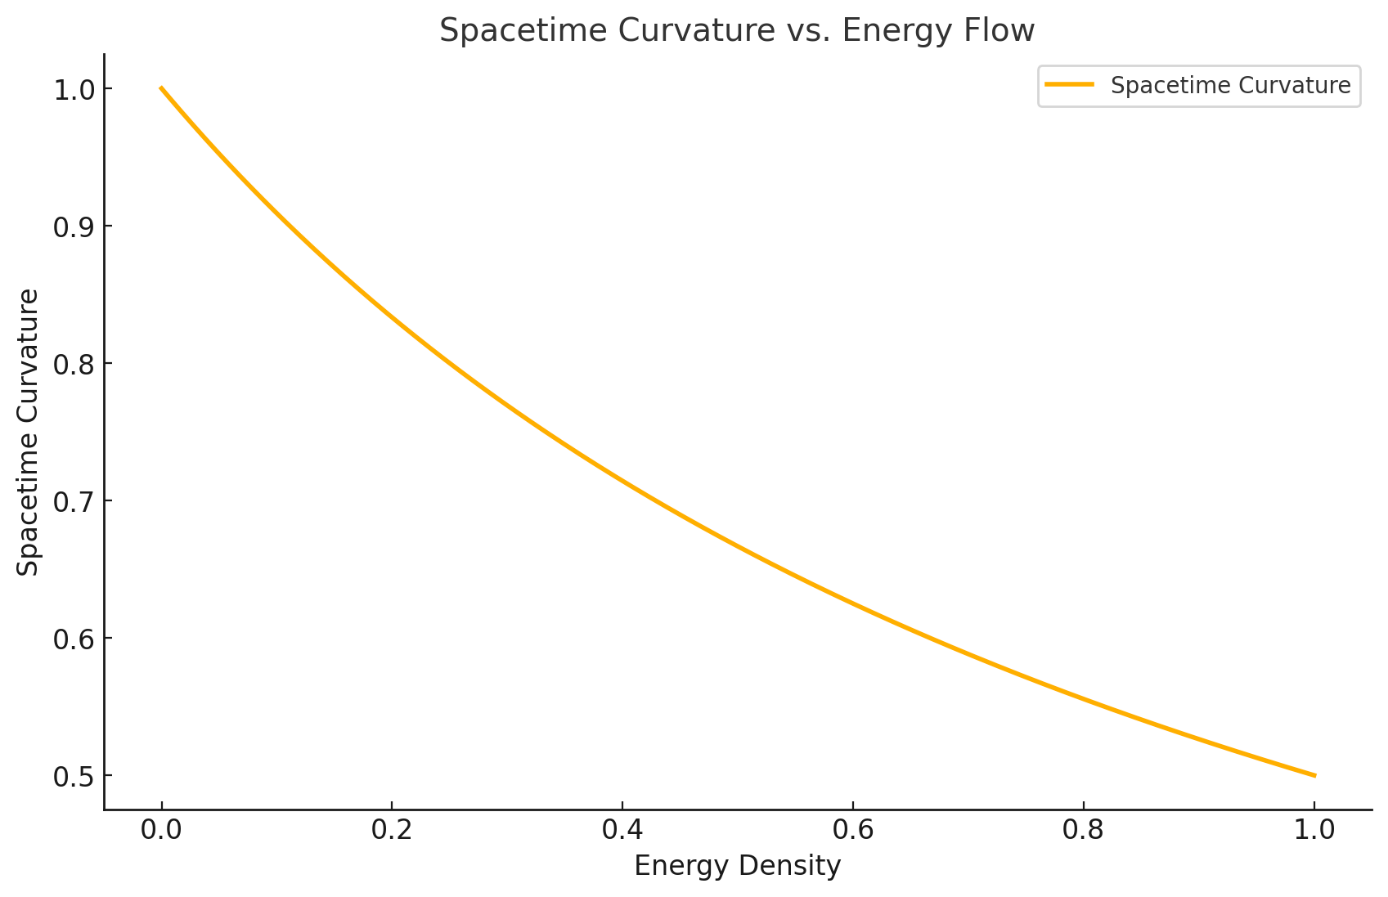 Spacetime Curvature vs. Energy Flow
Spacetime Curvature
1.0
0.9
0.8
0.7
0.6
0.5
Spacetime Curvature
0.0 0.2 0.4 0.6 0.8 1.0
Energy Density